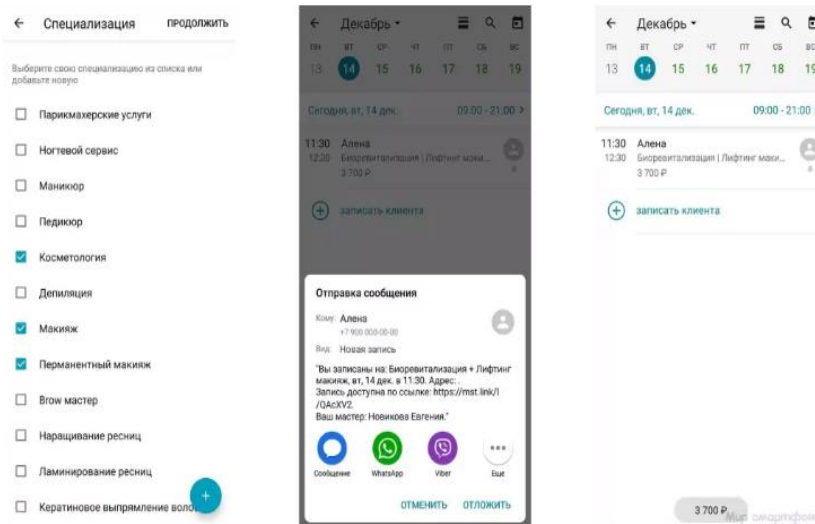 Специализация ПРОДОЛЖИТЬ
Выберите свою специализацию из списка или
добавьте новую
Парикмахерские услуги
Ногтевой сервис
Маникюр
Педикюр
Косметология
Депиляция
Макияж
Перманентный макияж
Brow мастер
Наращивание ресниц
Ламинирование ресниц
Кератиновое выпрямление воло
Декабрь
ПН ВТ СР ЧТ ПТ СБ ВС
13 14 15 16 17 18 19
Сегодня, вт, 14 дек. 09:00 - 21:00
11:30 Алена
12:30 Биоревитализация | Лифтинг маки...
3 700 ₽
записать клиента
Отправка сообщения
Кому: Алена
+7 900 000-00-00
Вид: Новая запись
"Вы записаны на: Биоревитализация + Лифтинг
макияж, вт, 14 дек. в 11:30. Адрес: .
Запись доступна по ссылке: https://mst.link/l
/QAcXV2.
Ваш мастер: Новикова Евгения."
Сообщение WhatsApp Viber Еще
ОТМЕНИТЬ ОТЛОЖИТЬ
Декабрь
ПН ВТ СР ЧТ ПТ СБ ВС
13 14 15 16 17 18 19
Сегодня, вт, 14 дек. 09:00 - 21:00
11:30 Алена
12:30 Биоревитализация | Лифтинг маки...
3 700 ₽
записать клиента
3 700 ₽
Мир смартфон